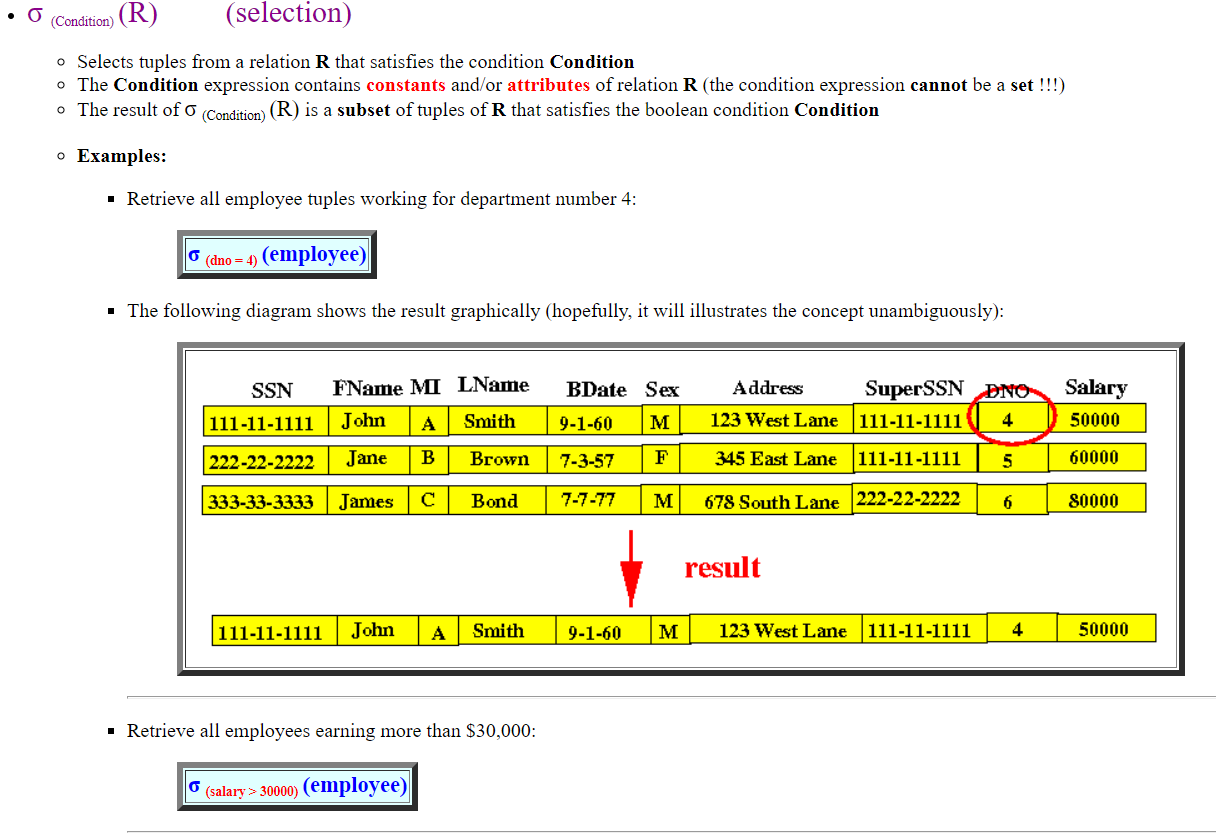 σ (Condition) (R) (selection)
Selects tuples from a relation R that satisfies the condition Condition
The Condition expression contains constants and/or attributes of relation R (the condition expression cannot be a set !!!)
The result of σ (Condition) (R) is a subset of tuples of R that satisfies the boolean condition Condition
Examples:
Retrieve all employee tuples working for department number 4:
σ (dno = 4) (employee)
The following diagram shows the result graphically (hopefully, it will illustrates the concept unambiguously):
SSN FName MI LName BDate Sex Address SuperSSN DNO Salary
111-11-1111 John A Smith 9-1-60 M 123 West Lane 111-11-1111 4 50000
222-22-2222 Jane B Brown 7-3-57 F 345 East Lane 111-11-1111 5 60000
333-33-3333 James C Bond 7-7-77 M 678 South Lane 222-22-2222 6 80000
result
111-11-1111 John A Smith 9-1-60 M 123 West Lane 111-11-1111 4 50000
Retrieve all employees earning more than $30,000:
σ (salary > 30000) (employee)